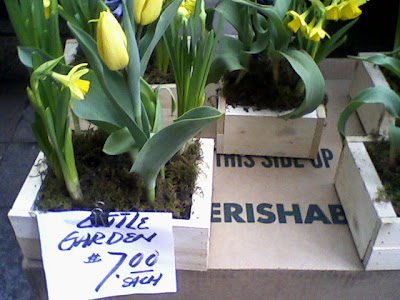 THIS SIDE UP
ERISHAB
LITTLE
GARDEN
$7.00
EACH